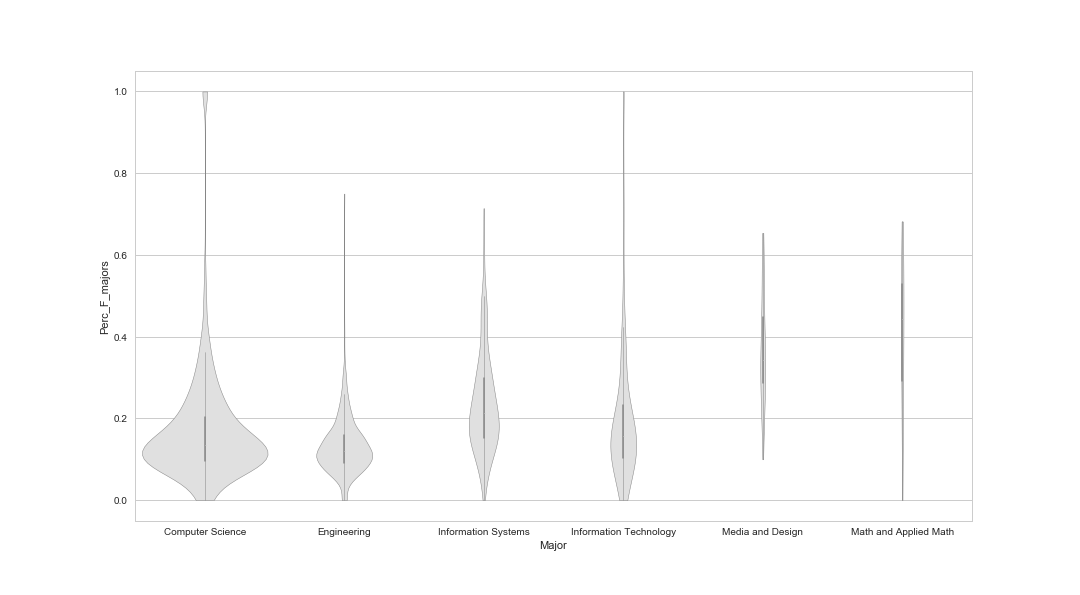 1.0
0.8
0.6
0.4
0.2
0.0
Perc_F_majors
Computer Science
Engineering
Information Systems
Information Technology
Media and Design
Math and Applied Math
Major